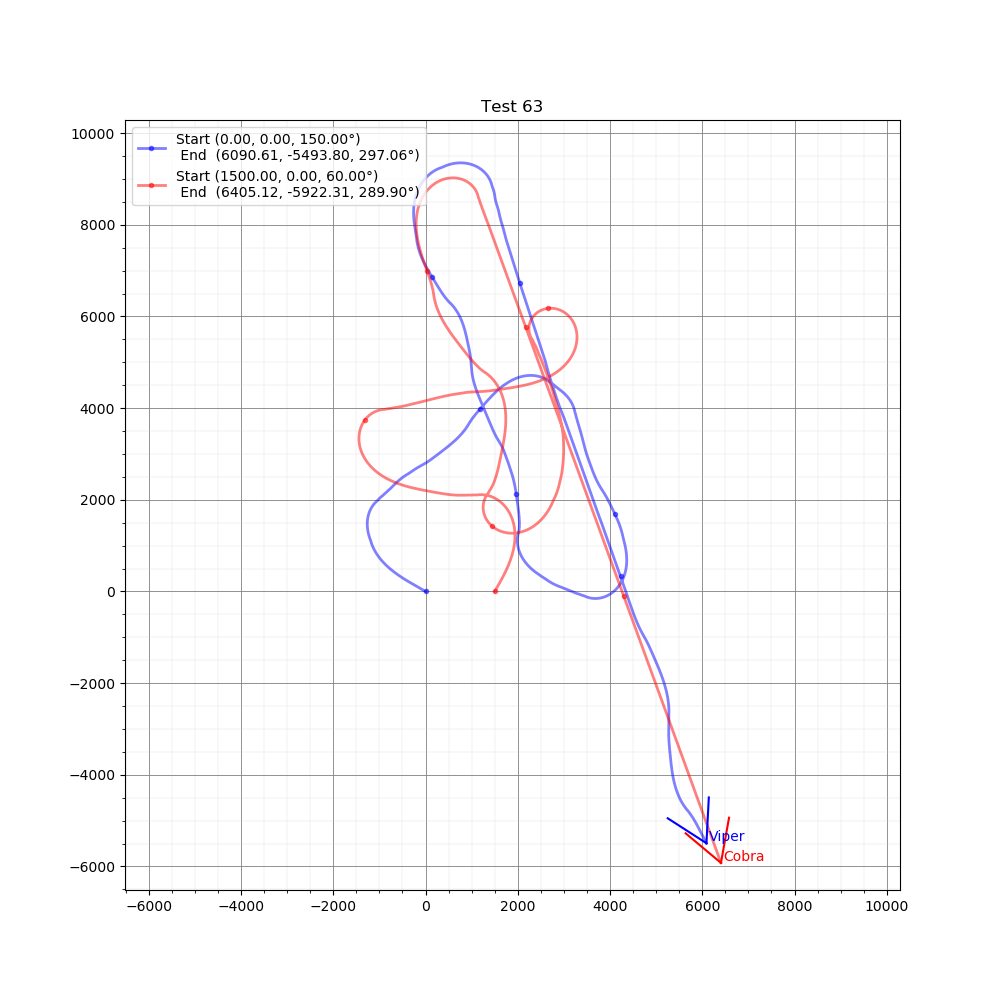 Test 63
Start (0.00, 0.00, 150.00°)
End (6090.61, -5493.80, 297.06°)
Start (1500.00, 0.00, 60.00°)
End (6405.12, -5922.31, 289.90°)
10000
8000
6000
4000
2000
0
−2000
−4000
−6000
Viper
Cobra
−6000 −4000 −2000 0 2000 4000 6000 8000 10000